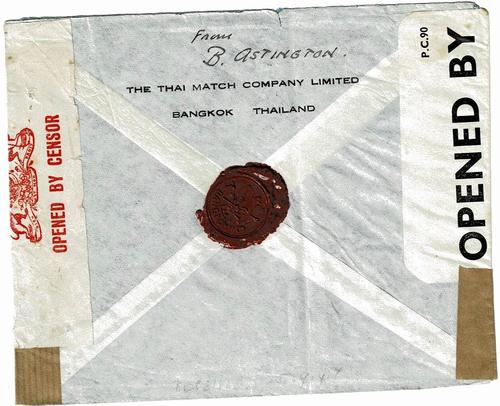 From
B. ASTINGTON.
THE THAI MATCH COMPANY LIMITED
BANGKOK THAILAND
OPENED BY CENSOR
P.C.90
OPENED BY